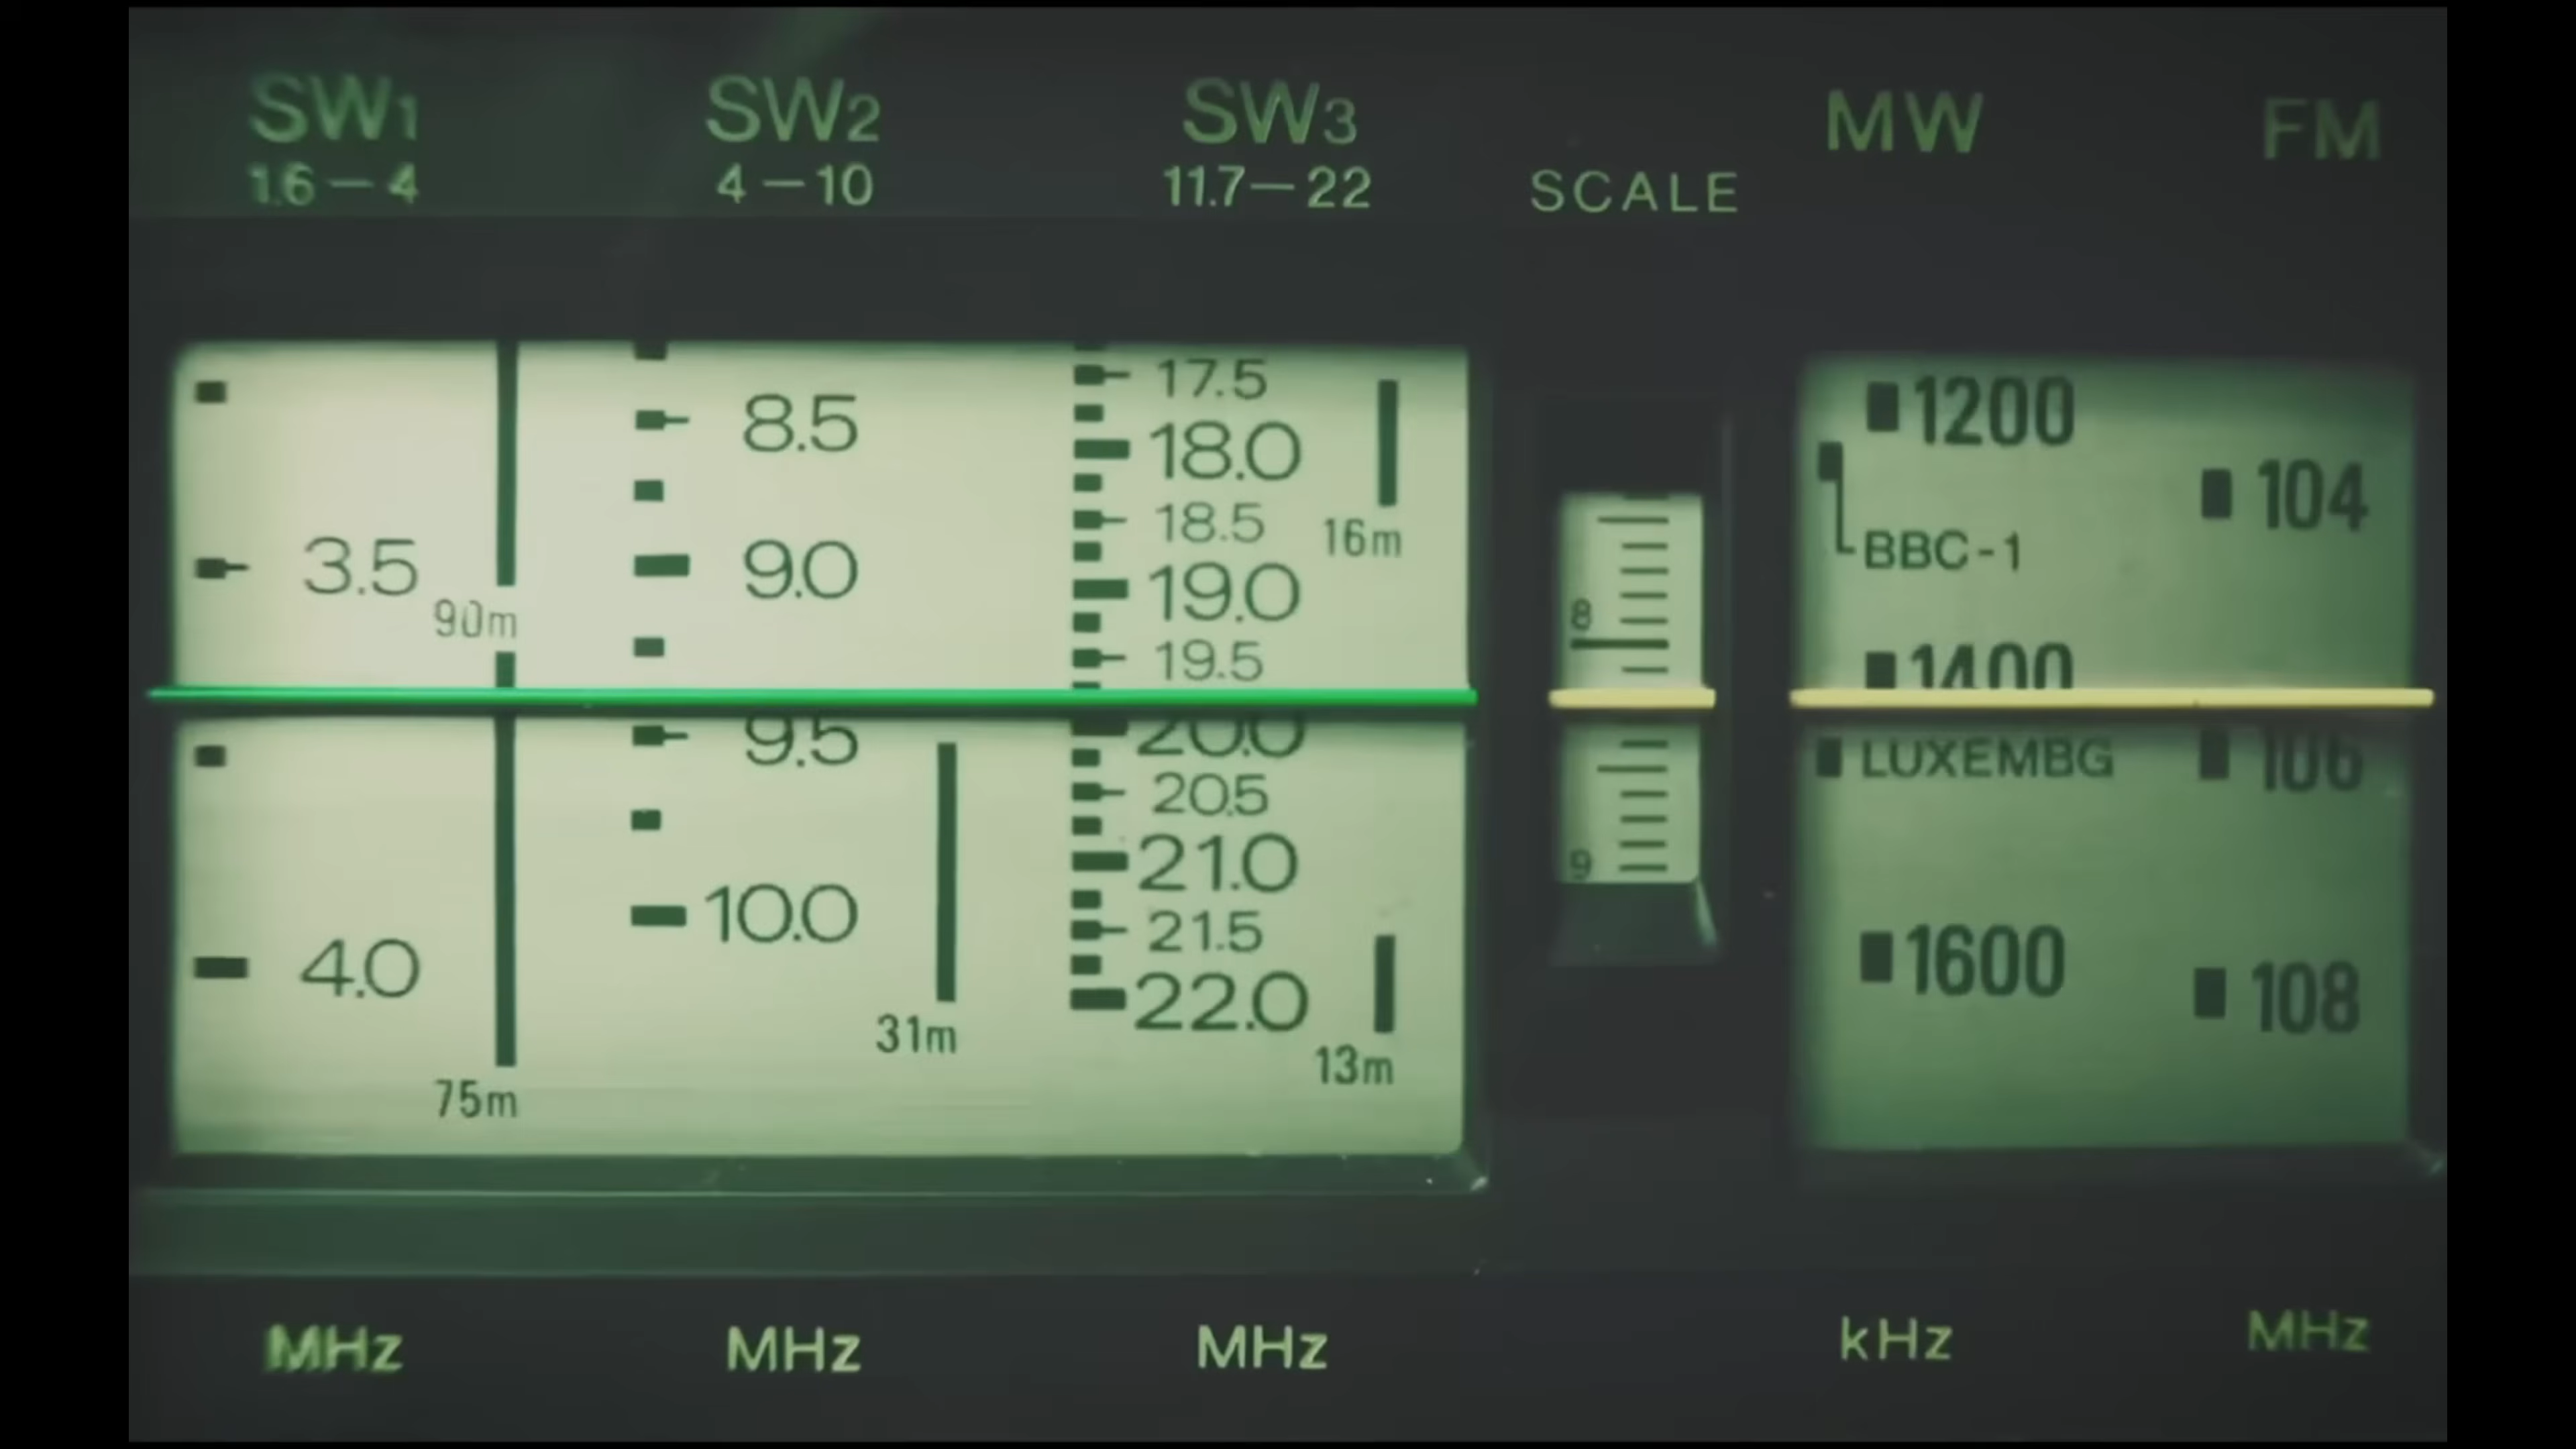 SW1 SW2 SW3 MW FM
1.6－4 4－10 11.7－22 SCALE
17.5
1200
8.5
18.0
104
18.5
16m
BBC-1
3.5
9.0
19.0
90m
8
19.5
1400
9.5
20.0
LUXEMBG
106
20.5
21.0
9
10.0
21.5
4.0
1600
22.0
108
31m
13m
75m
MHz MHz MHz kHz MHz